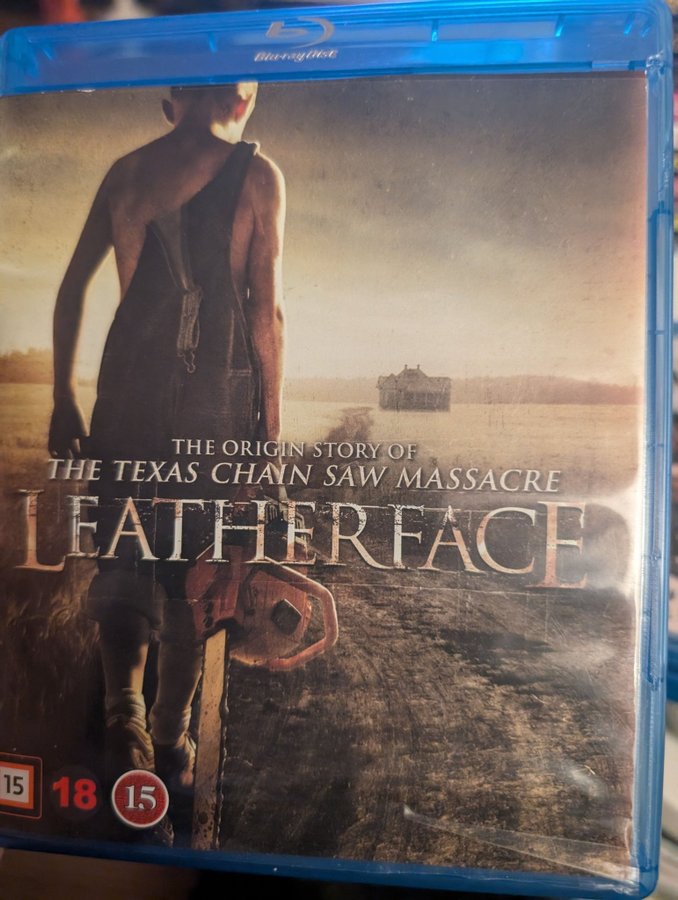 Blu-ray Disc
THE ORIGIN STORY OF
THE TEXAS CHAIN SAW MASSACRE
LEATHERFACE
15 18 15